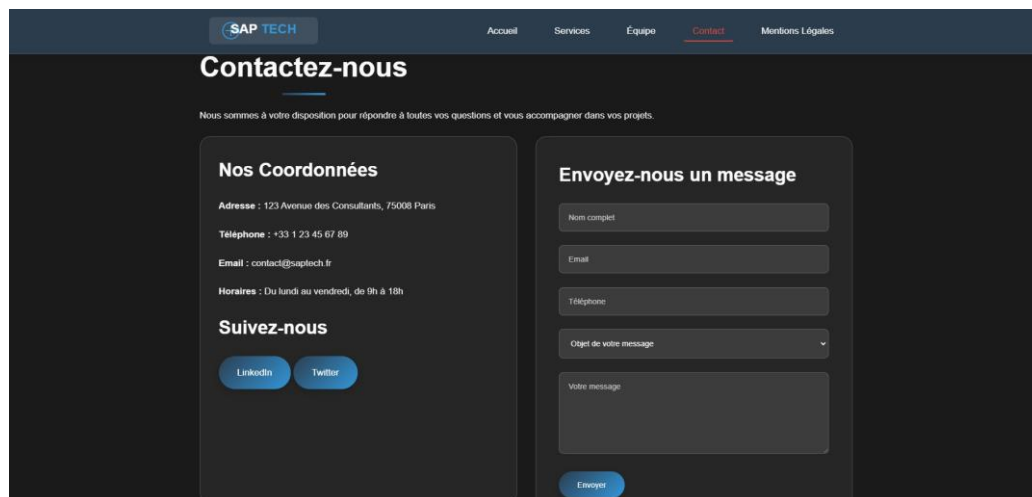 SAP TECH
Accueil Services Équipe Contact Mentions Légales
Contactez-nous
Nous sommes à votre disposition pour répondre à toutes vos questions et vous accompagner dans vos projets.
Nos Coordonnées
Adresse : 123 Avenue des Consultants, 75008 Paris
Téléphone : +33 1 23 45 67 89
Email : contact@saptech.fr
Horaires : Du lundi au vendredi, de 9h à 18h
Suivez-nous
LinkedIn Twitter
Envoyez-nous un message
Nom complet
Email
Téléphone
Objet de votre message
Votre message
Envoyer